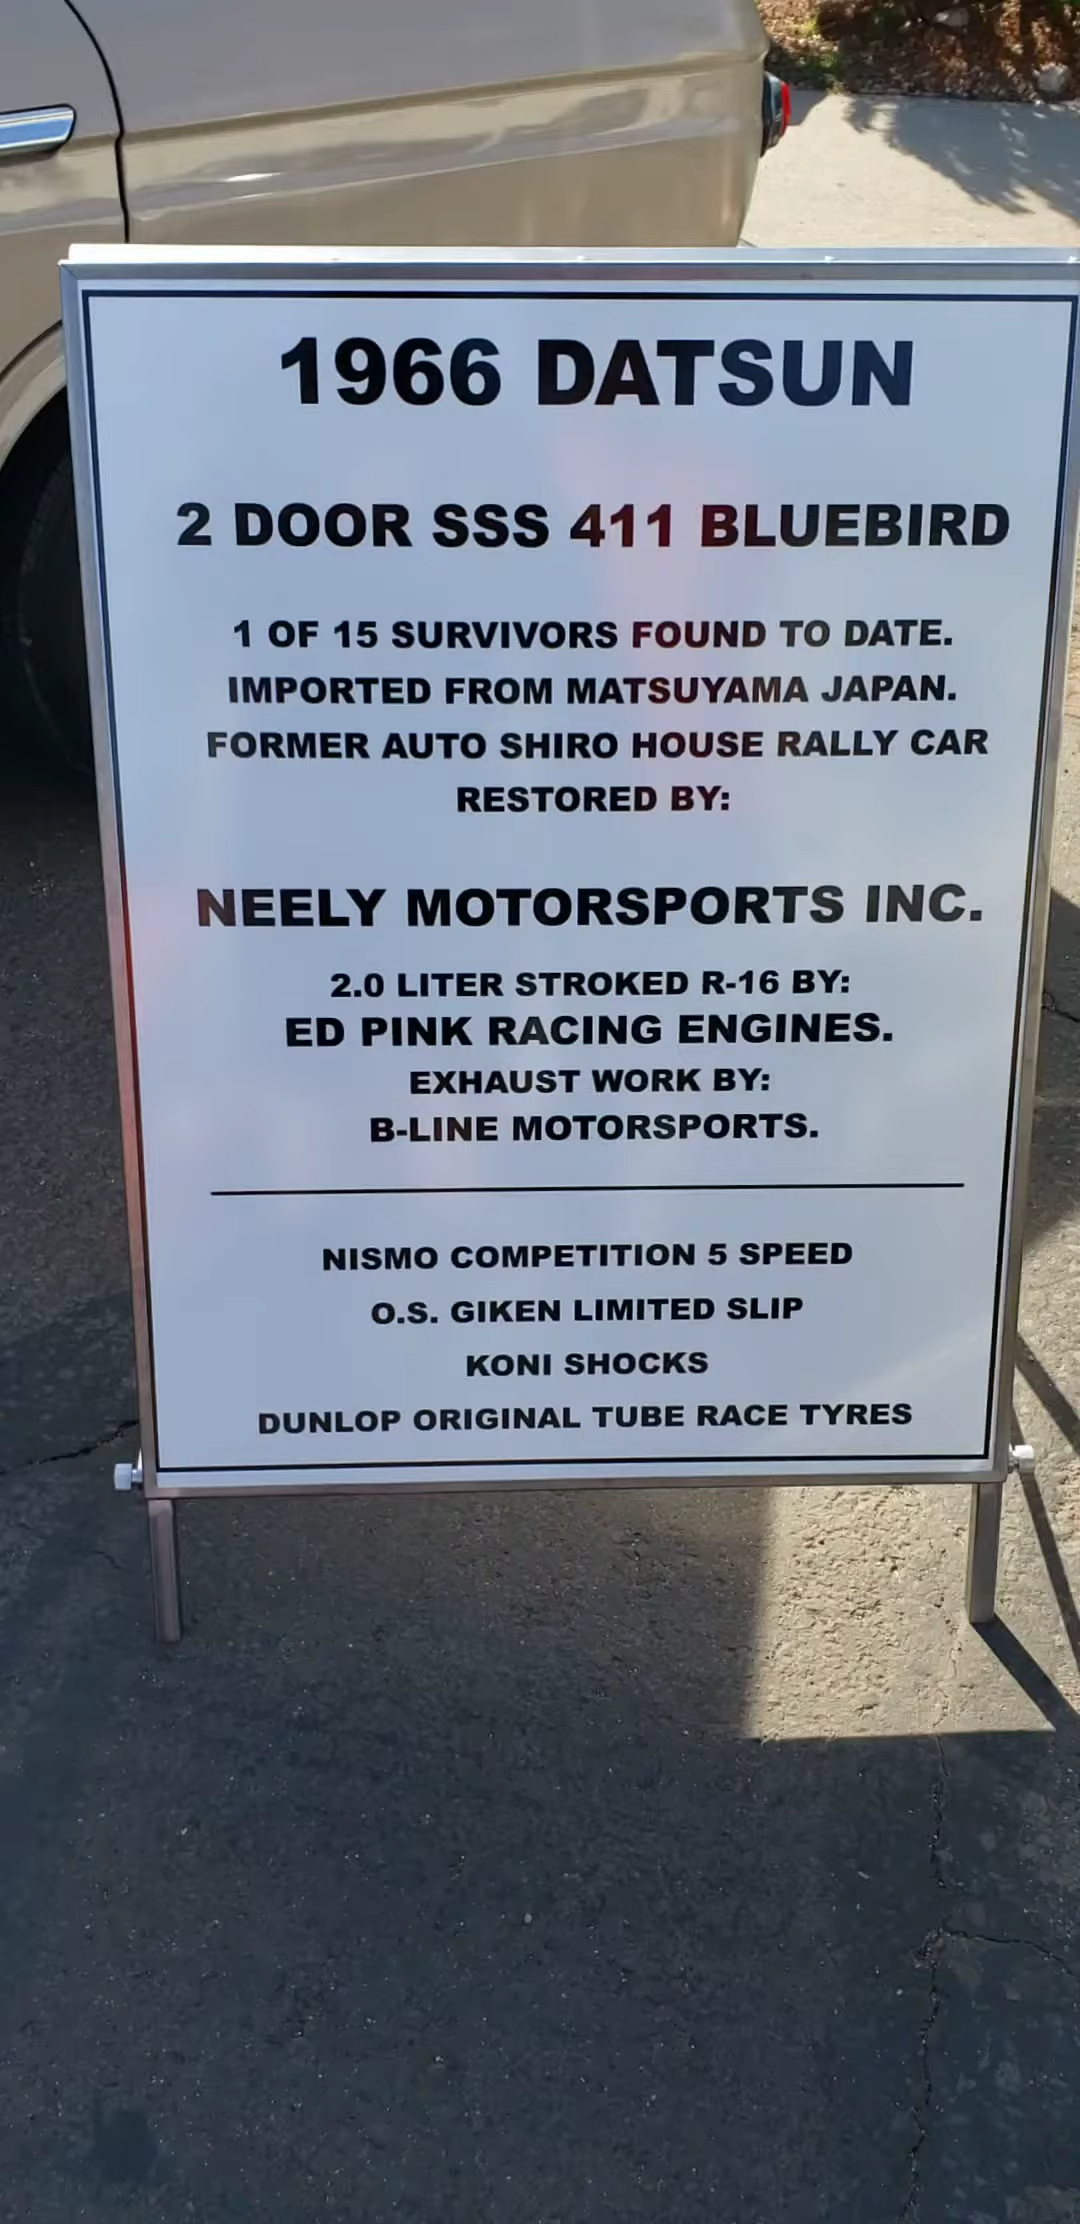 1966 DATSUN
2 DOOR SSS 411 BLUEBIRD
1 OF 15 SURVIVORS FOUND TO DATE.
IMPORTED FROM MATSUYAMA JAPAN.
FORMER AUTO SHIRO HOUSE RALLY CAR
RESTORED BY:
NEELY MOTORSPORTS INC.
2.0 LITER STROKED R-16 BY:
ED PINK RACING ENGINES.
EXHAUST WORK BY:
B-LINE MOTORSPORTS.
NISMO COMPETITION 5 SPEED
O.S. GIKEN LIMITED SLIP
KONI SHOCKS
DUNLOP ORIGINAL TUBE RACE TYRES